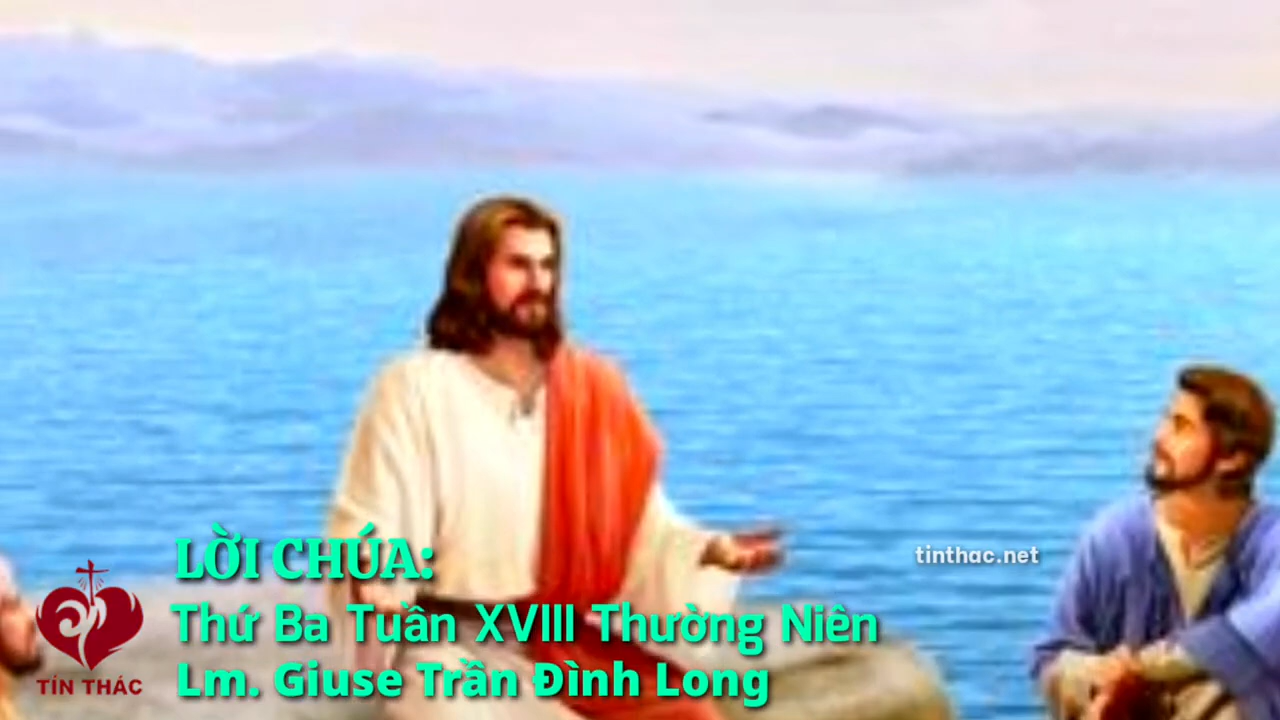 LỜI CHÚA:
tinthac.net
Thứ Ba Tuần XVIII Thường Niên
Lm. Giuse Trần Đình Long
TÍN THÁC